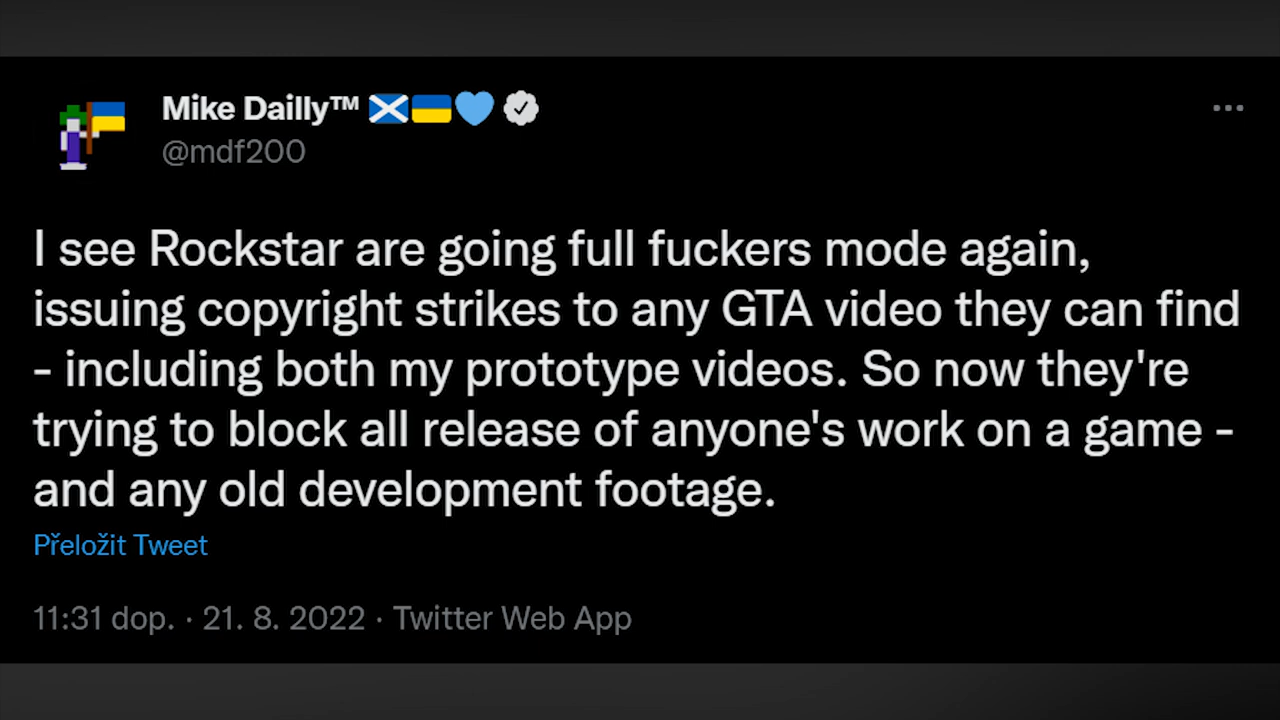 Mike Dailly™ 🏴󠁧󠁢󠁳󠁣󠁴󠁿🇺🇦💙
@mdf200
I see Rockstar are going full fuckers mode again,
issuing copyright strikes to any GTA video they can find
- including both my prototype videos. So now they're
trying to block all release of anyone's work on a game -
and any old development footage.
Přeložit Tweet
11:31 dop. · 21. 8. 2022 · Twitter Web App